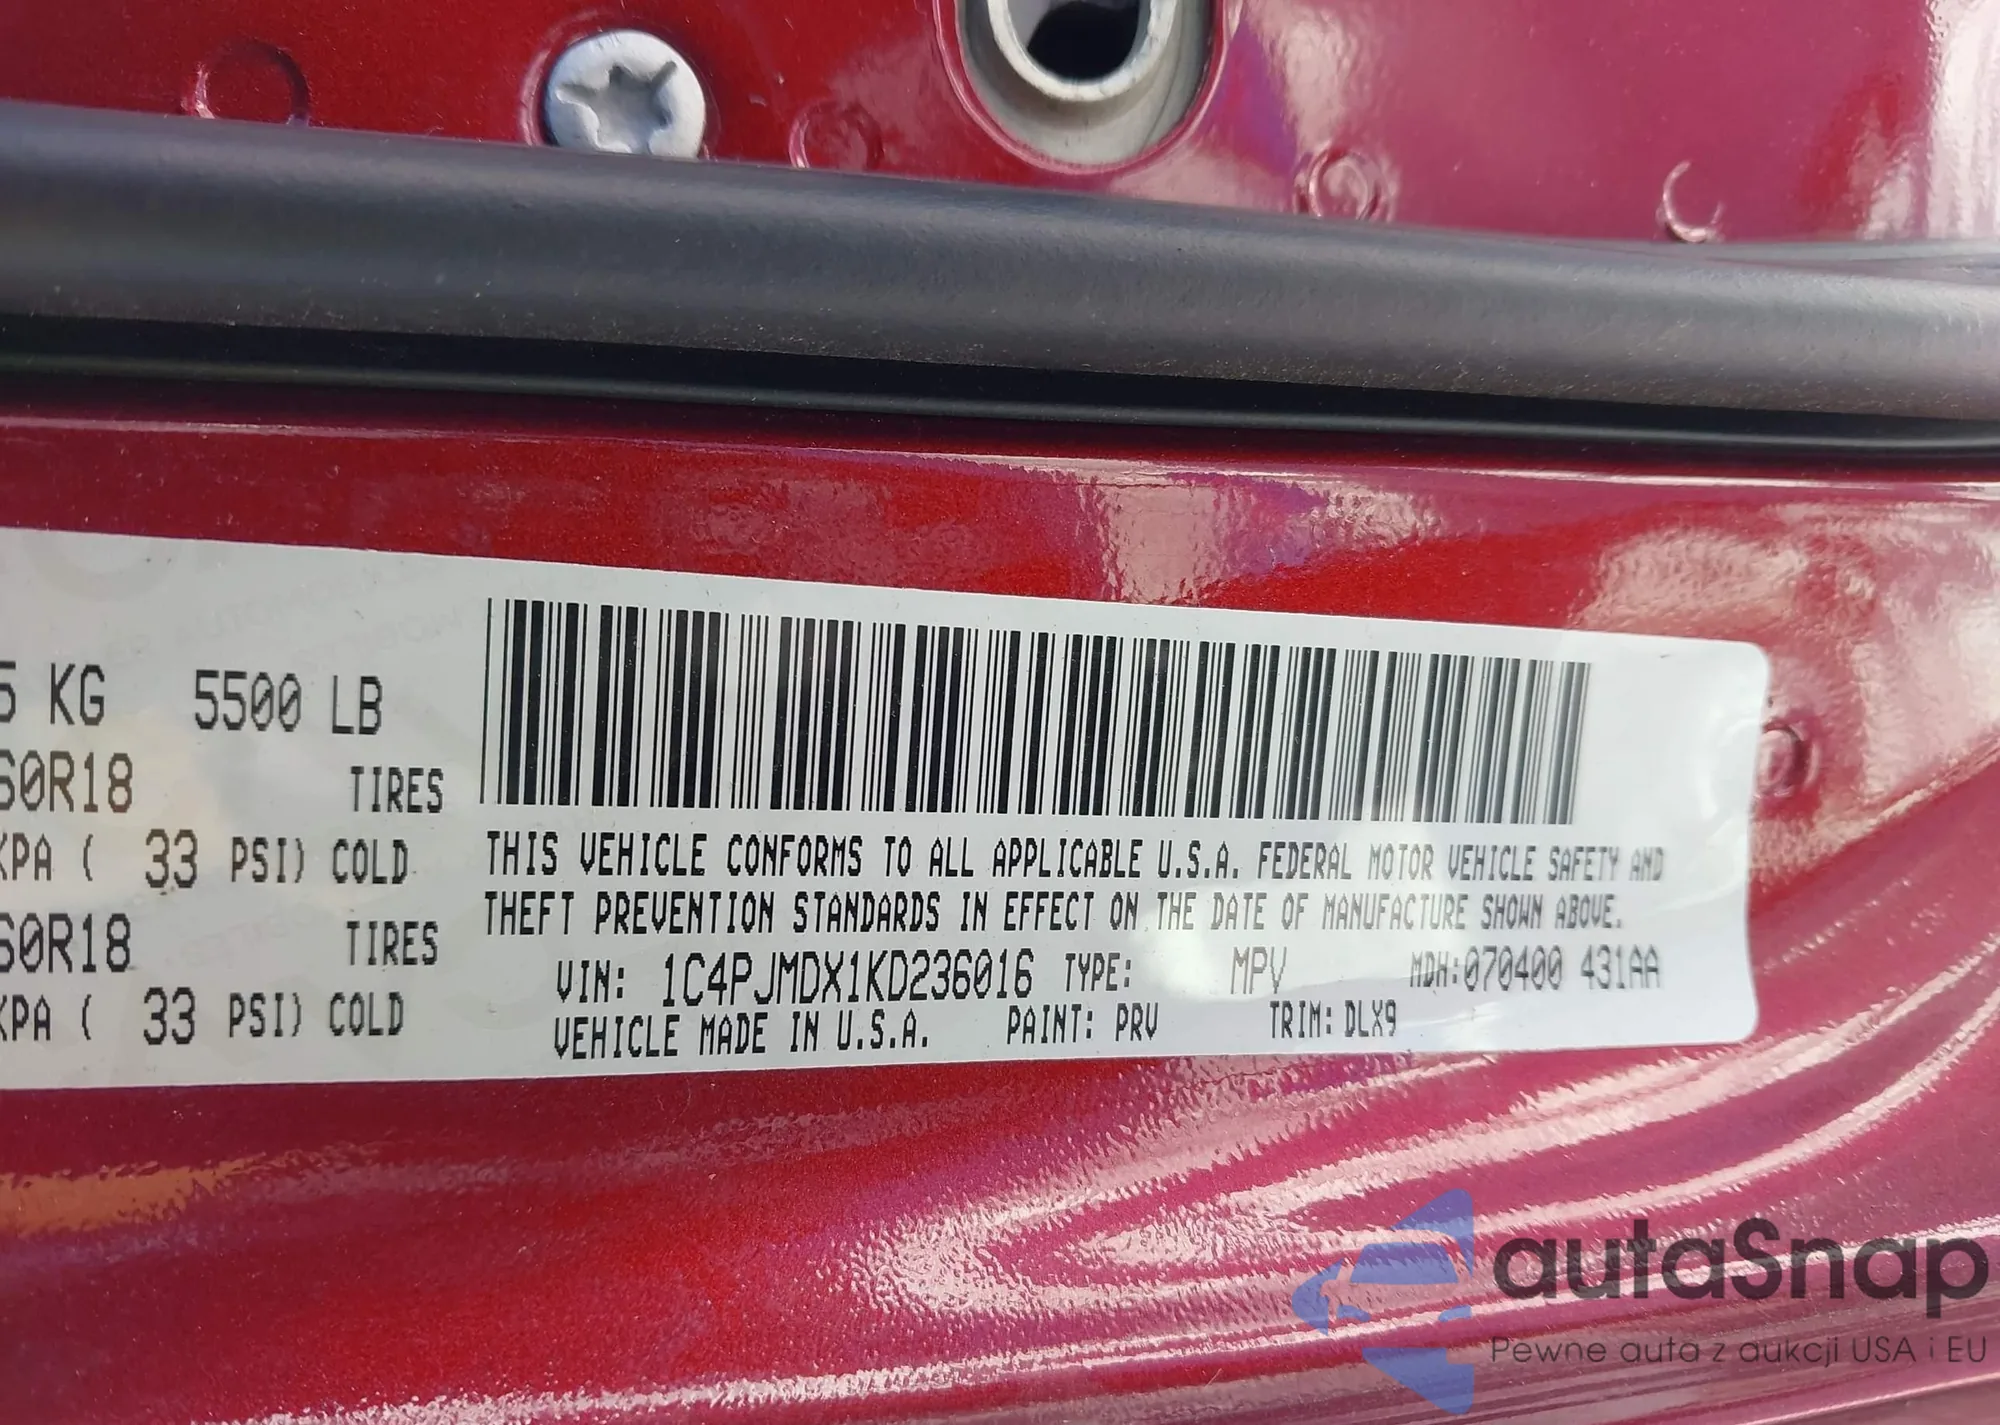 5 KG 5500 LB
60R18 TIRES
KPA ( 33 PSI) COLD
60R18 TIRES
KPA ( 33 PSI) COLD
THIS VEHICLE CONFORMS TO ALL APPLICABLE U.S.A. FEDERAL MOTOR VEHICLE SAFETY AND
THEFT PREVENTION STANDARDS IN EFFECT ON THE DATE OF MANUFACTURE SHOWN ABOVE.
VIN: 1C4PJMDX1KD236016 TYPE: MPV MDH:070400 431AA
VEHICLE MADE IN U.S.A. PAINT: PRV TRIM: DLX9
autaSnap
Pewne auta z aukcji USA i EU